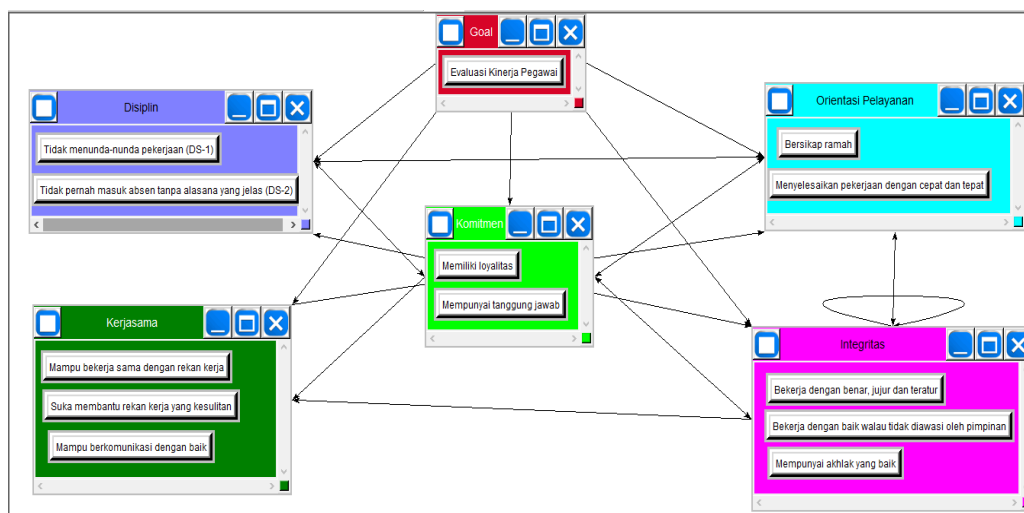 Goal
Evaluasi Kinerja Pegawai
Disiplin
Tidak menunda-nunda pekerjaan (DS-1)
Tidak pernah masuk absen tanpa alasana yang jelas (DS-2)
Orientasi Pelayanan
Bersikap ramah
Menyelesaikan pekerjaan dengan cepat dan tepat
Komitmen
Memiliki loyalitas
Mempunyai tanggung jawab
Kerjasama
Mampu bekerja sama dengan rekan kerja
Suka membantu rekan kerja yang kesulitan
Mampu berkomunikasi dengan baik
Integritas
Bekerja dengan benar, jujur dan teratur
Bekerja dengan baik walau tidak diawasi oleh pimpinan
Mempunyai akhlak yang baik